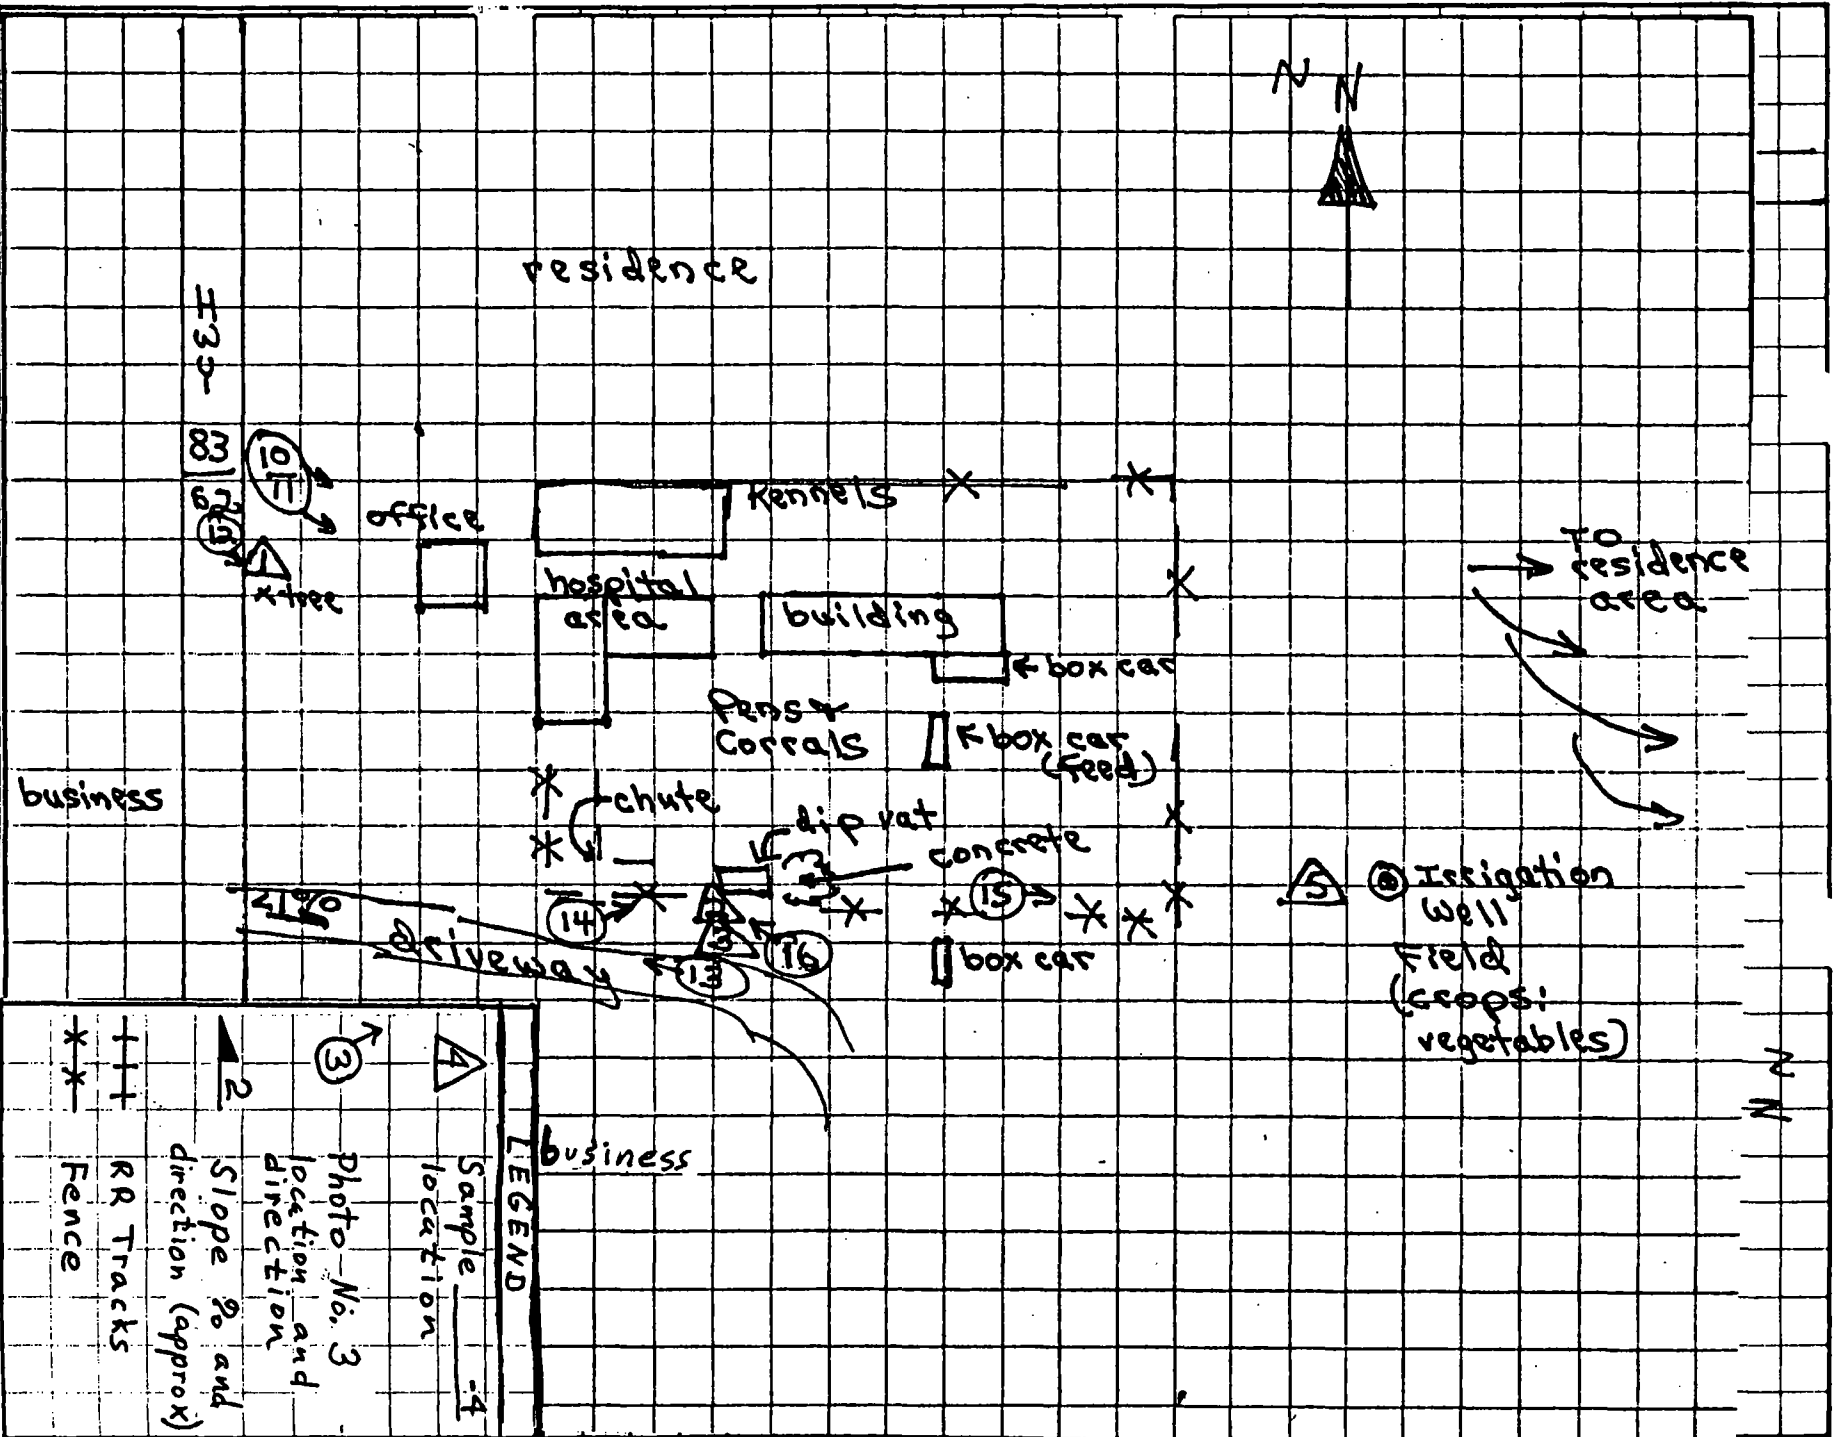 N N
residence
83
10
11
12
1
x tree
office
Kennels
hospital
area
building
← box car
Pens &
Corrals
← box car
(feed)
TO
residence
area
business
chute
dip vat
concrete
15
14
16
13
driveway
box car
5
Irrigation
Well
Field
(crops:
vegetables)
N
N
business
LEGEND
4 Sample -4
location
3 Photo No. 3
location and
direction
2 Slope % and
direction (approx)
RR Tracks
Fence